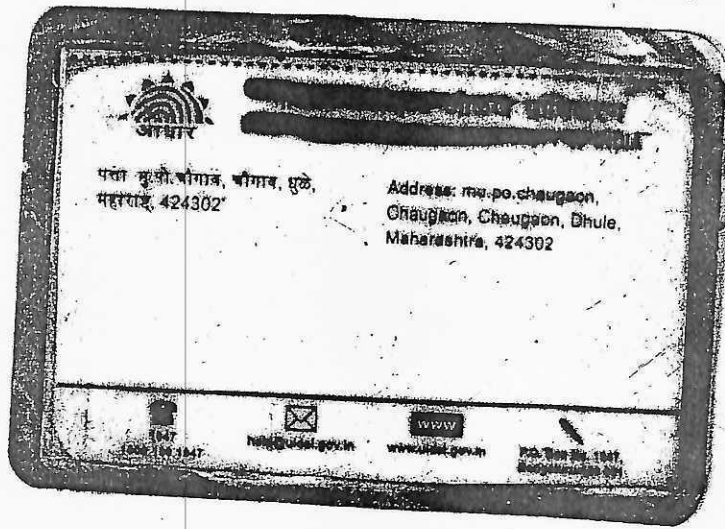 आधार
पत्ता मु.पो.चौगाव, चौगाव, धुळे,
महाराष्ट्र, 424302
Address: mu.po.chaugaon,
Chaugaon, Chaugaon, Dhule,
Maharashtra, 424302
1947
help@uidai.gov.in
www
www.uidai.gov.in
P.O. Box No. 1947